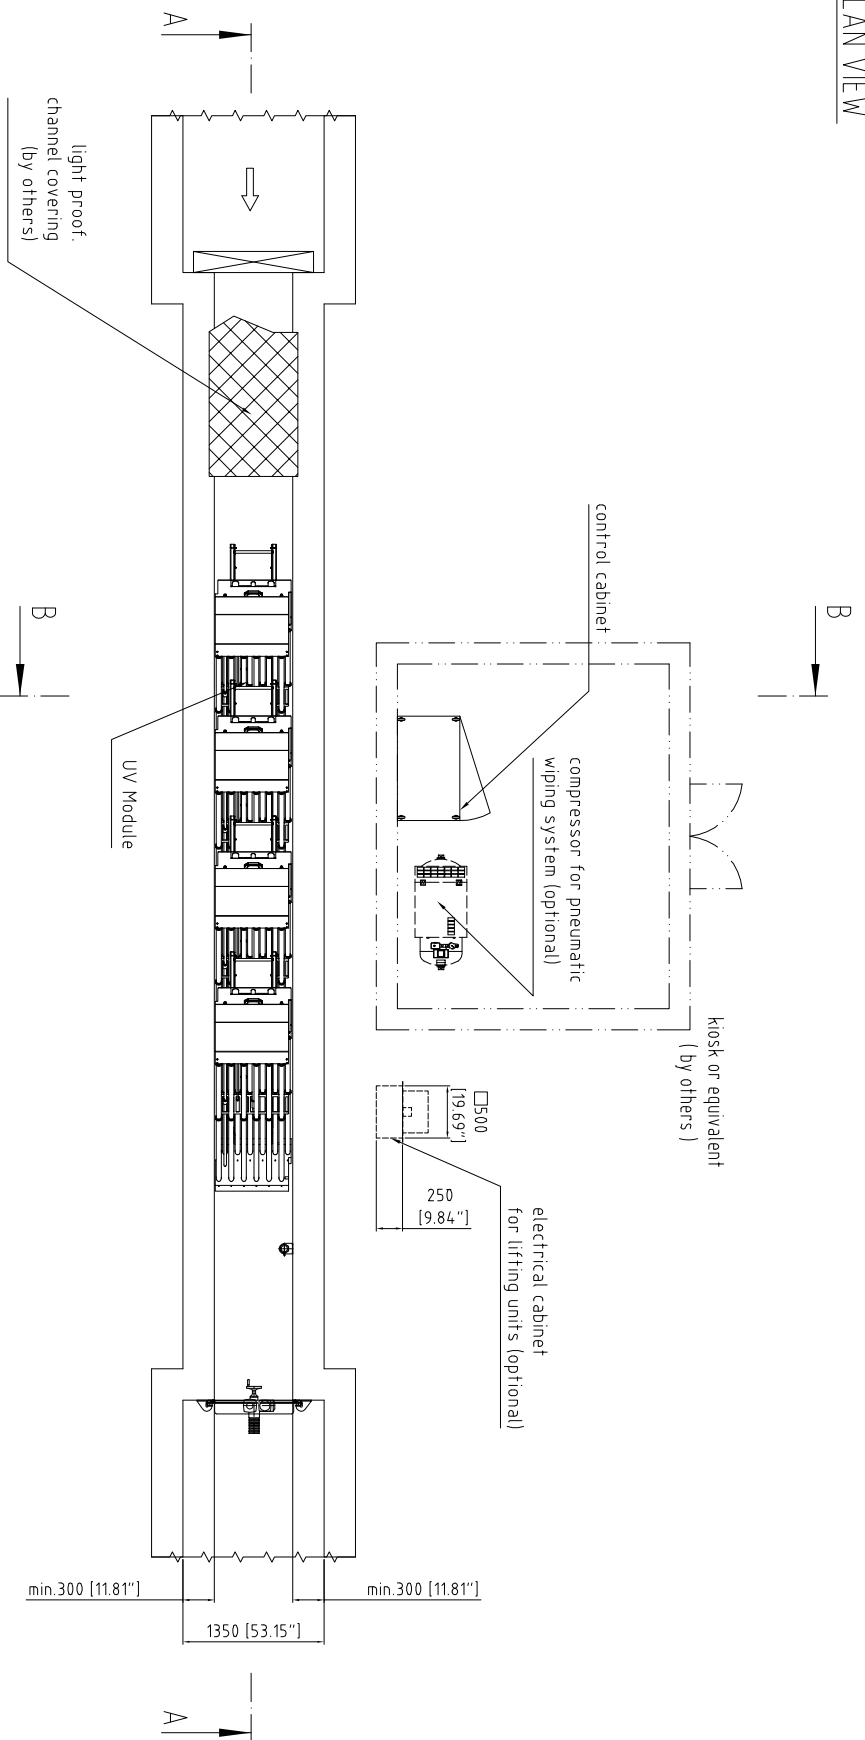 LAN VIEW
A
light proof.
channel covering
(by others)
B
B
control cabinet
compressor for pneumatic
wiping system (optional)
UV Module
kiosk or equivalent
( by others )
□500
[19.69"]
250
[9.84"]
electrical cabinet
for lifting units (optional)
min.300 [11.81"]
min.300 [11.81"]
1350 [53.15"]
A